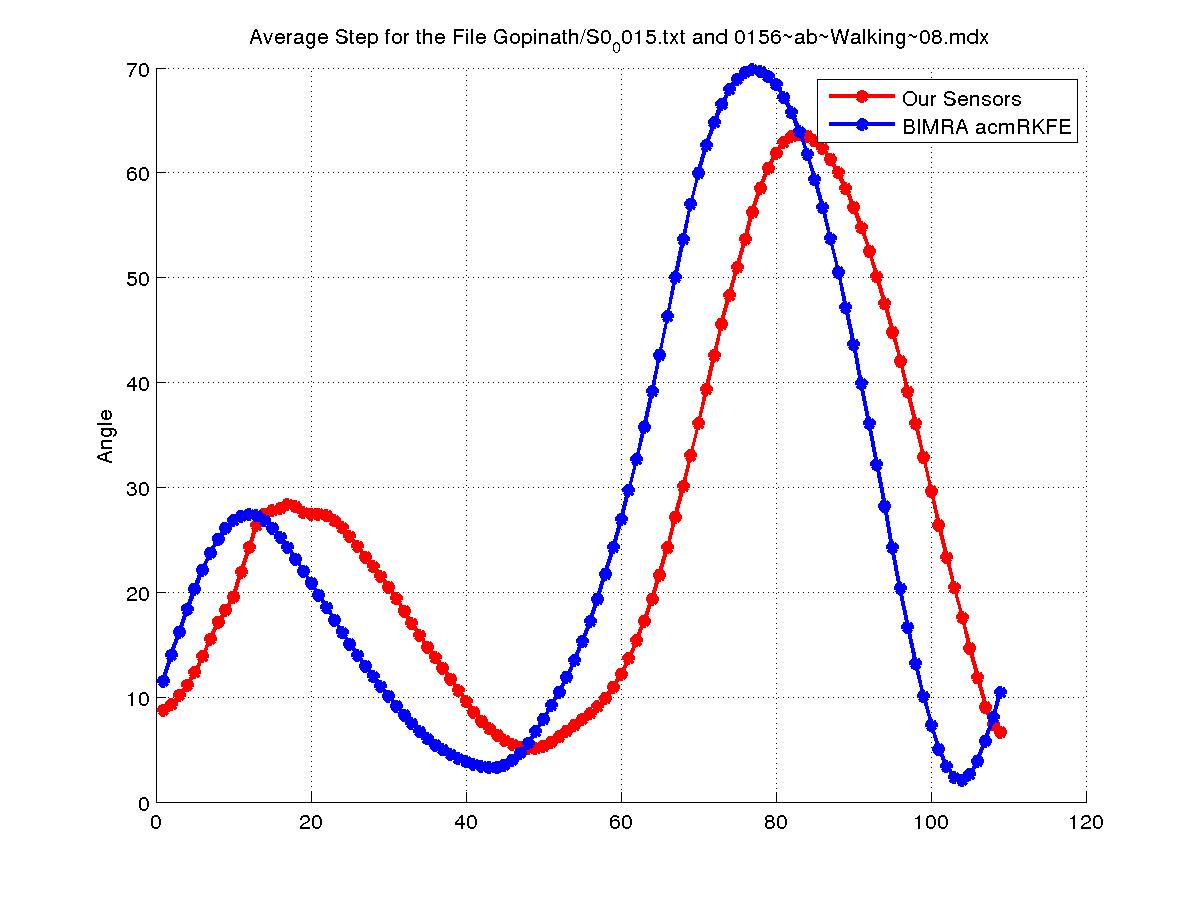 Average Step for the File Gopinath/S0₀015.txt and 0156~ab~Walking~08.mdx
70
Our Sensors
BIMRA acmRKFE
60
50
40
Angle
30
20
10
0
0 20 40 60 80 100 120